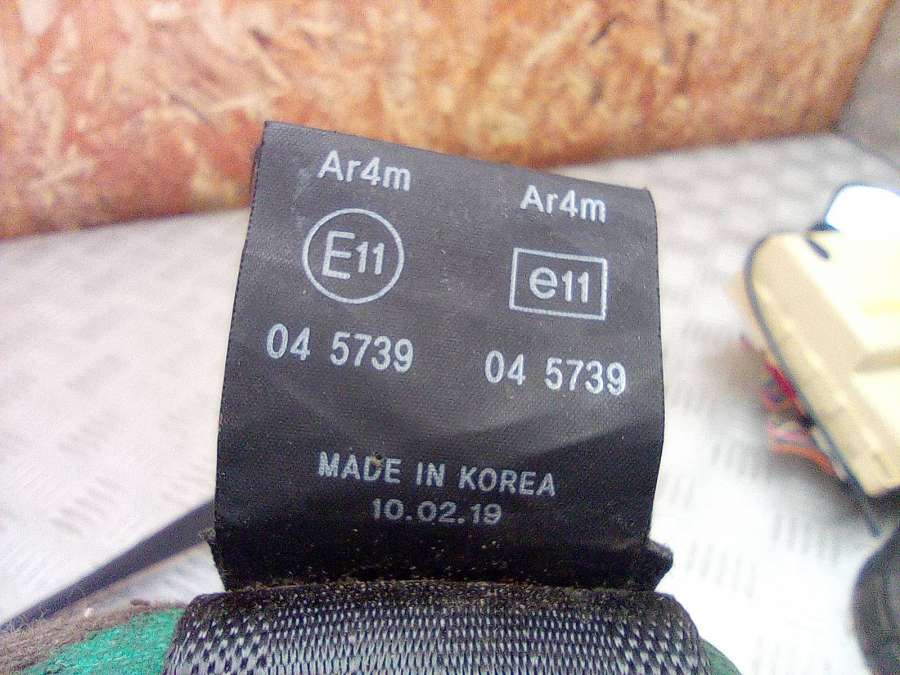 Ar4m
E11
04 5739
Ar4m
e11
04 5739
MADE IN KOREA
10.02.19